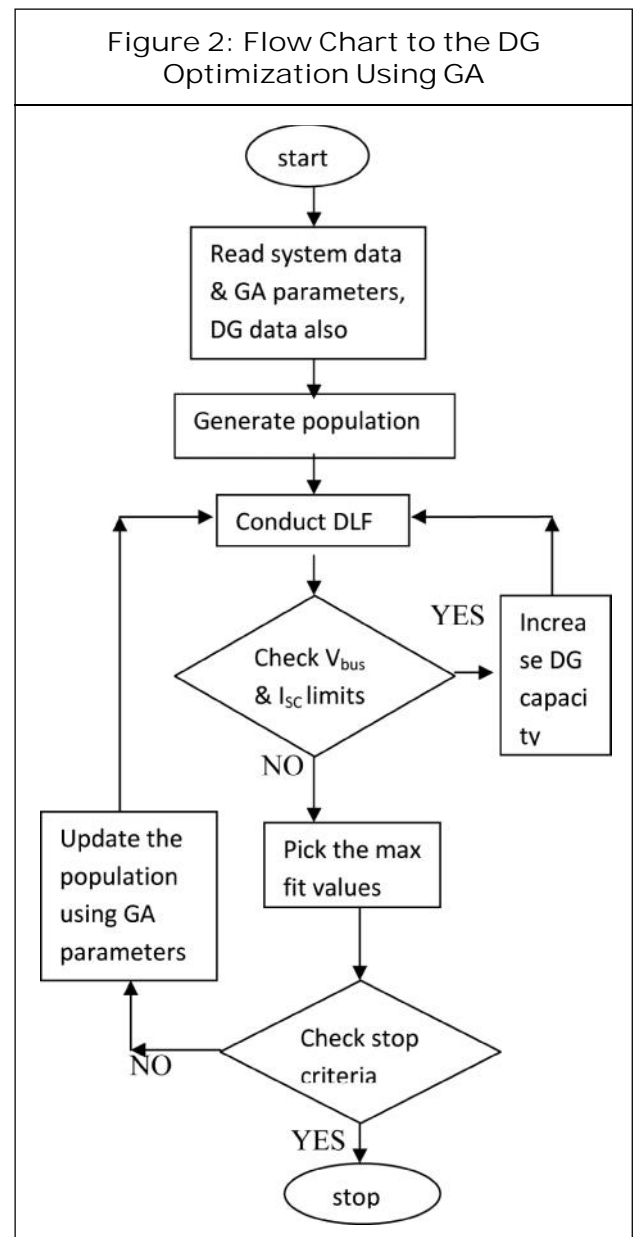 Figure 2: Flow Chart to the DG
Optimization Using GA
start
Read system data
& GA parameters,
DG data also
Generate population
Conduct DLF
YES
Check Vbus
& ISC limits
Increa
se DG
capaci
ty
NO
Update the
population
using GA
parameters
Pick the max
fit values
Check stop
criteria
NO
YES
stop